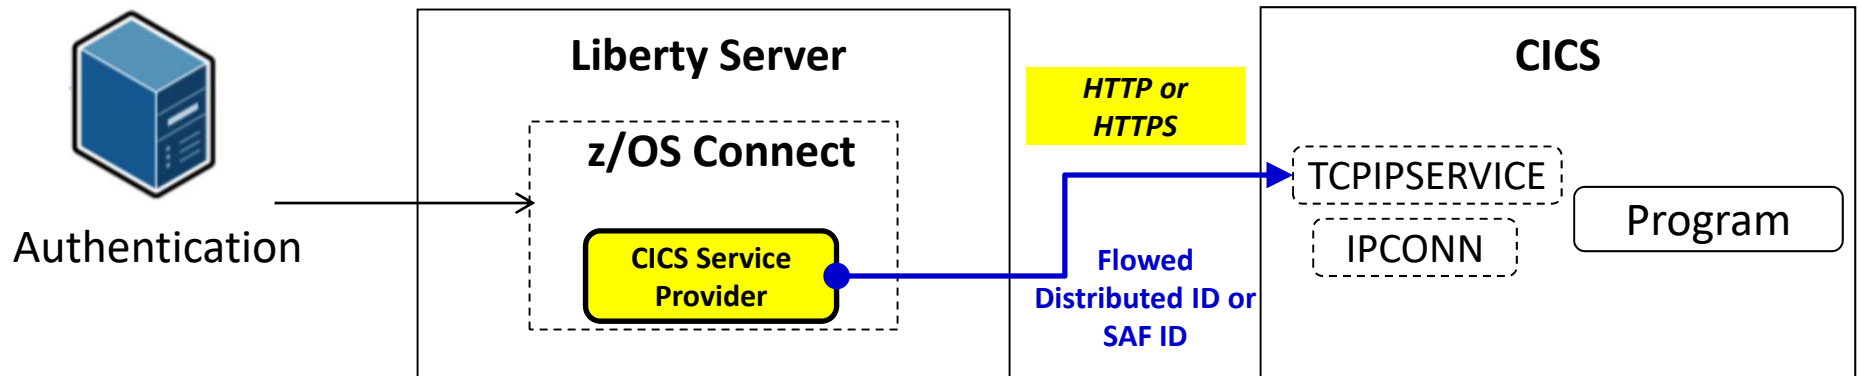 Authentication
Liberty Server
z/OS Connect
CICS Service
Provider
HTTP or
HTTPS
Flowed
Distributed ID or
SAF ID
CICS
TCPIPSERVICE
IPCONN
Program